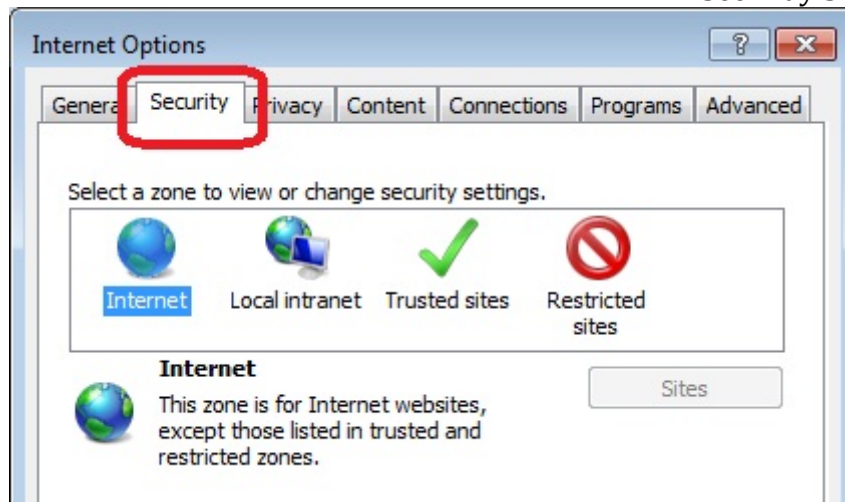 Internet Options
General Security Privacy Content Connections Programs Advanced
Select a zone to view or change security settings.
Internet Local intranet Trusted sites Restricted
sites
Internet
Sites
This zone is for Internet websites,
except those listed in trusted and
restricted zones.